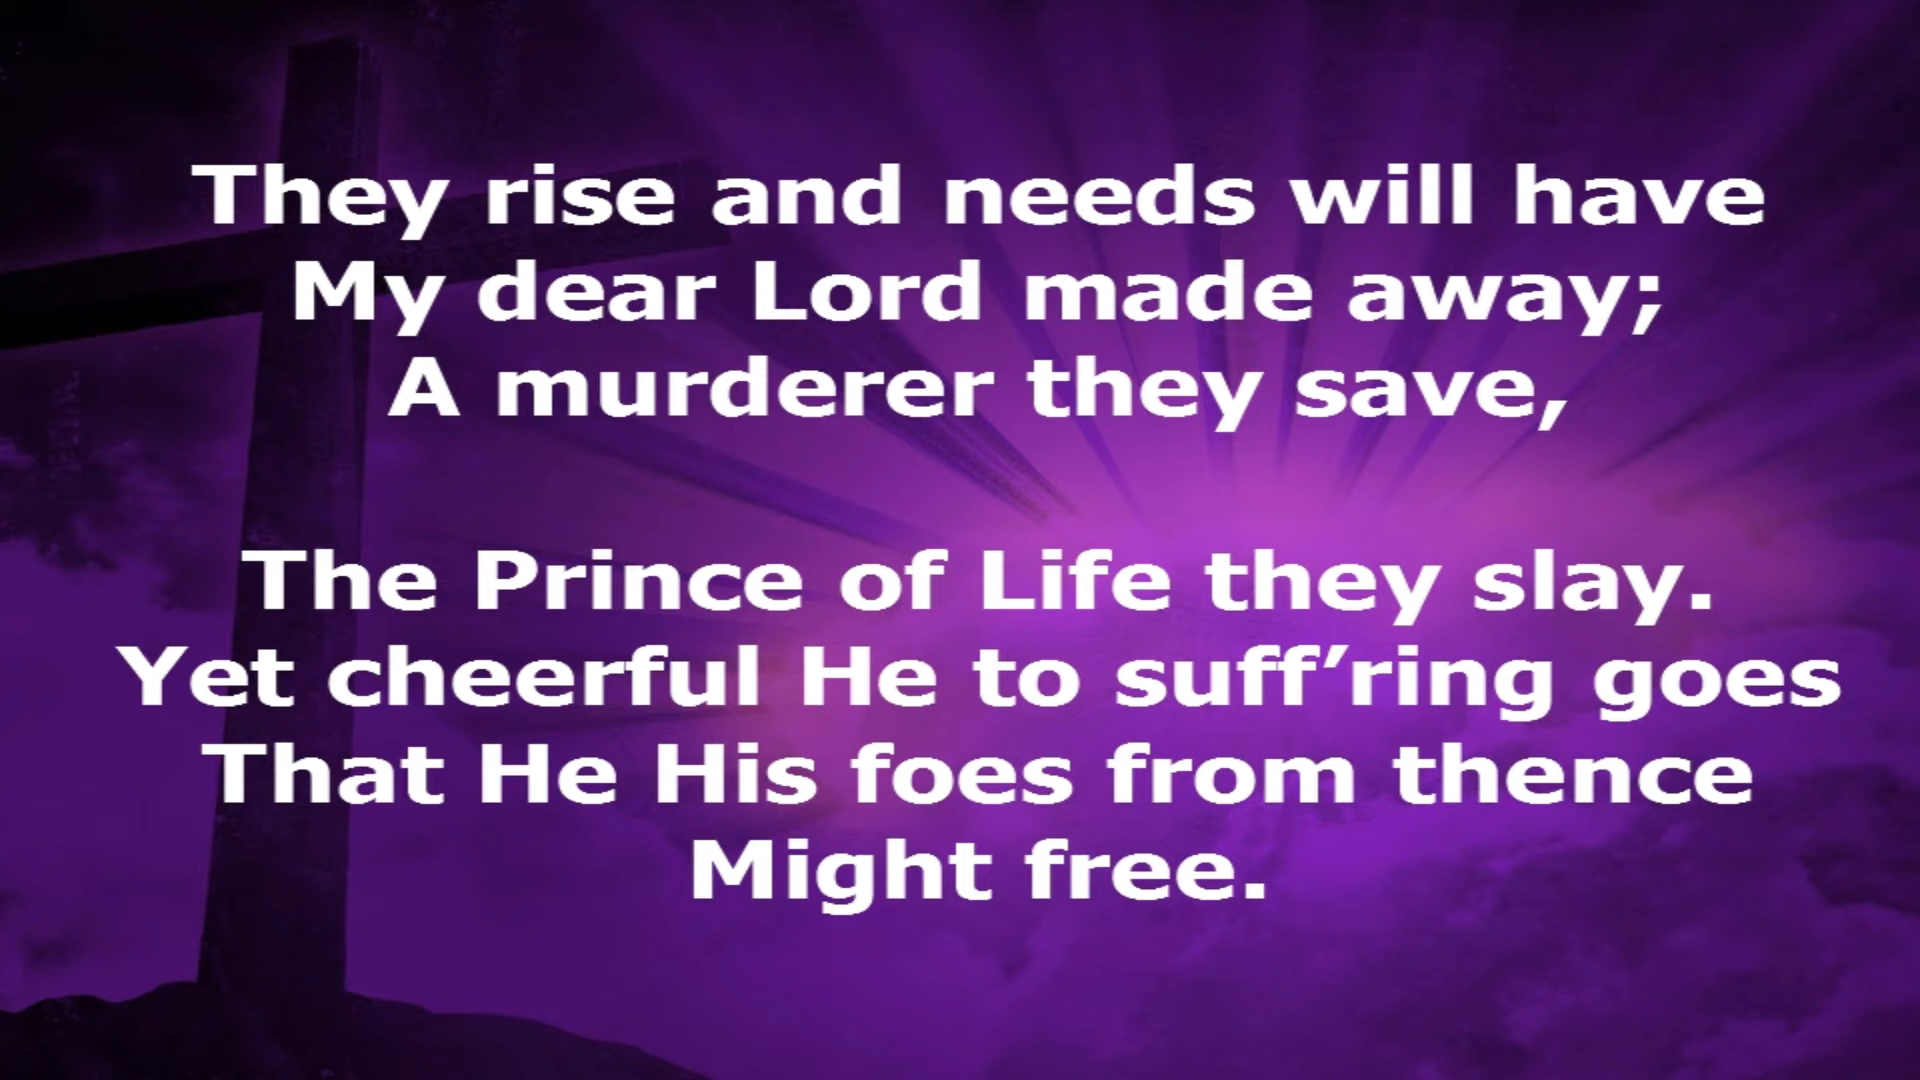 They rise and needs will have
My dear Lord made away;
A murderer they save,
The Prince of Life they slay.
Yet cheerful He to suff’ring goes
That He His foes from thence
Might free.